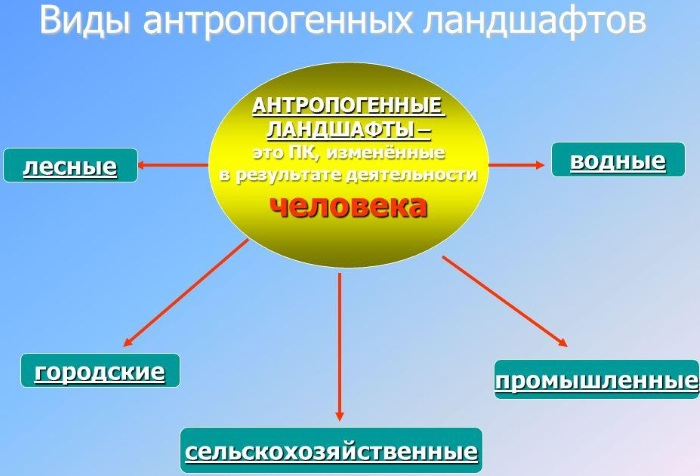 Виды антропогенных ландшафтов
АНТРОПОГЕННЫЕ
ЛАНДШАФТЫ –
это ПК, изменённые
в результате деятельности
человека
лесные
водные
городские
промышленные
сельскохозяйственные